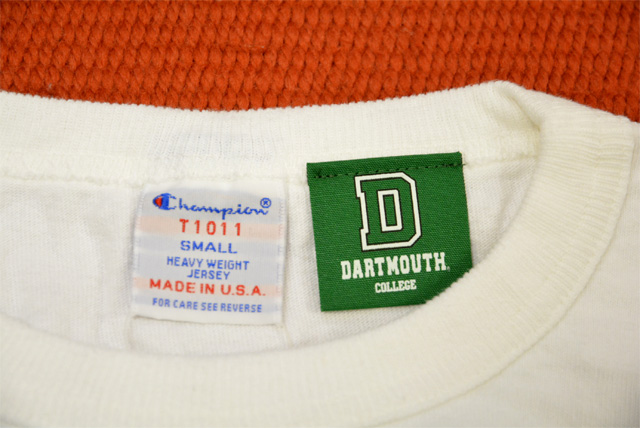 Champion®
T1011
SMALL
HEAVY WEIGHT
JERSEY
MADE IN U.S.A.
FOR CARE SEE REVERSE
D
DARTMOUTH®
COLLEGE